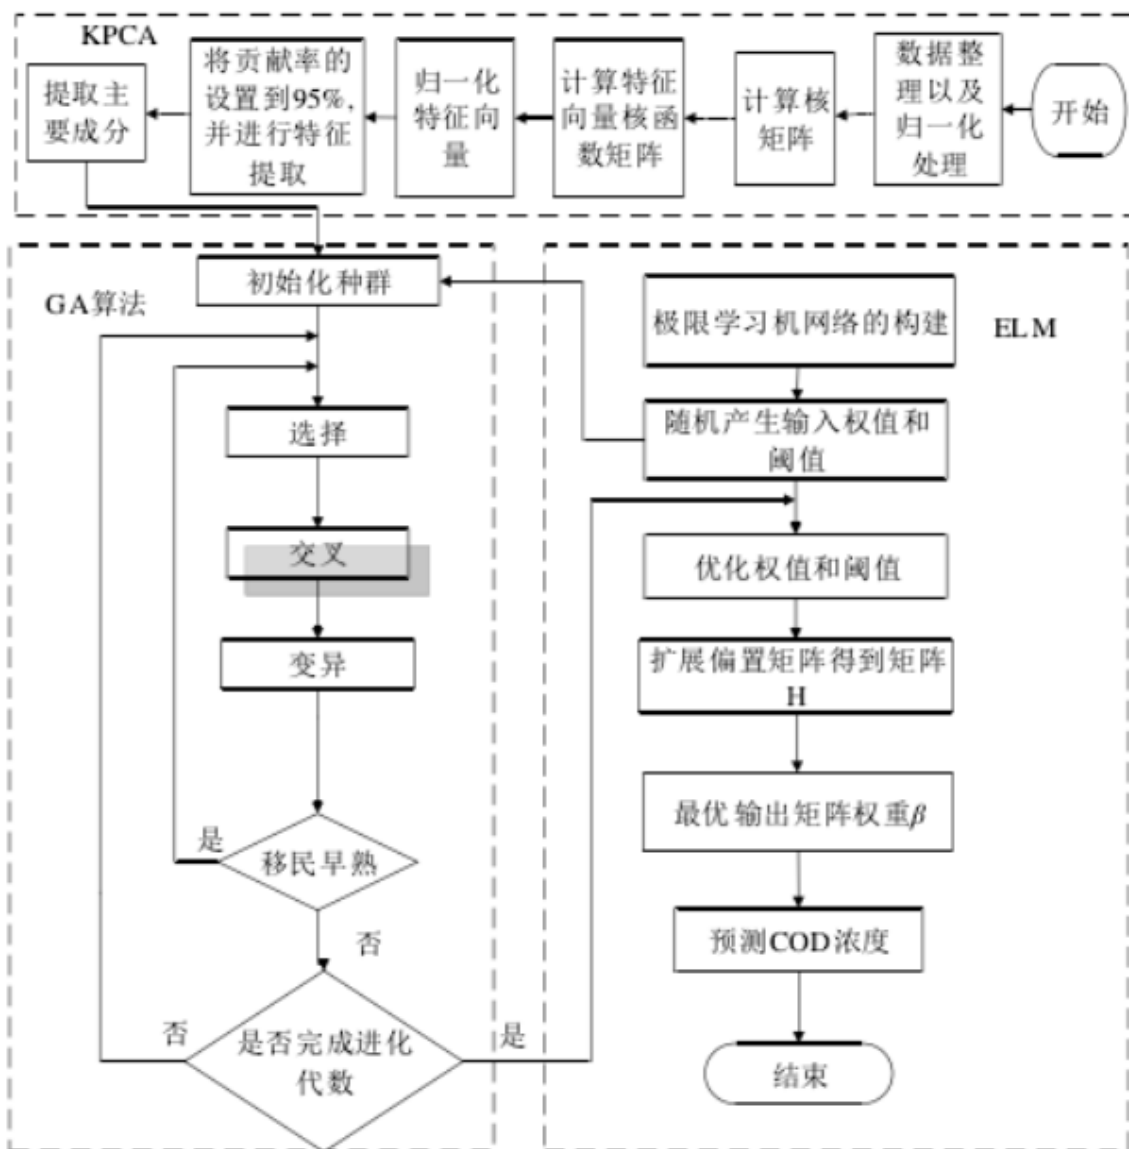 KPCA
开始
数据整
理以及
归一化
处理
计算核
矩阵
计算特征
向量核函
数矩阵
归一化
特征向
量
将贡献率的
设置到95%,
并进行特征
提取
提取主
要成分
GA算法
初始化种群
选择
交叉
变异
移民早熟
是
否
是否完成进化
代数
否
是
ELM
极限学习机网络的构建
随机产生输入权值和
阈值
优化权值和阈值
扩展偏置矩阵得到矩阵
H
最优输出矩阵权重β
预测COD浓度
结束